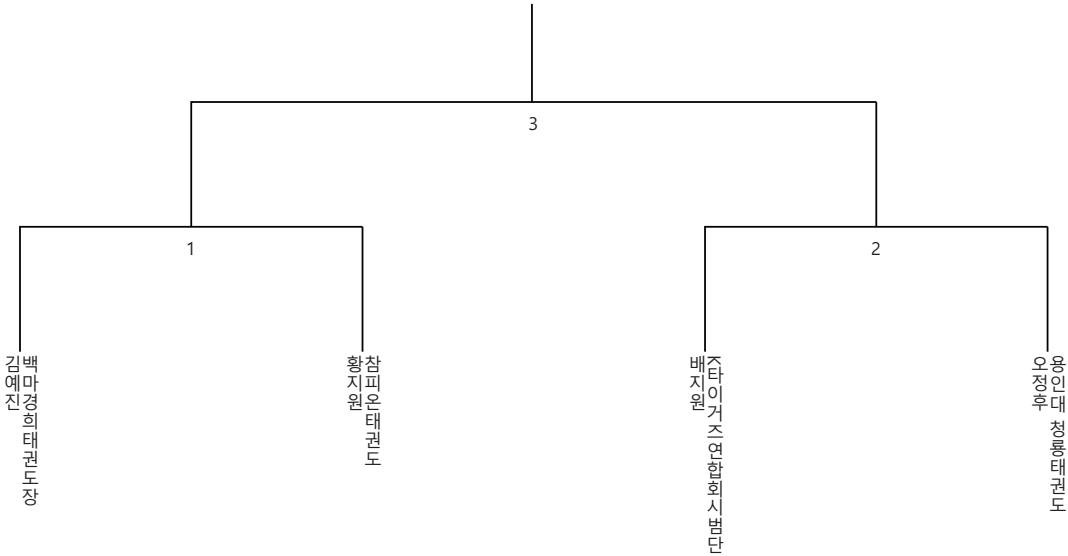 3
1
2
백마경희태권도장
김예진
참피온태권도
황지원
타이거즈연합회시범단
배지원
용인대 청룡태권도
오정후